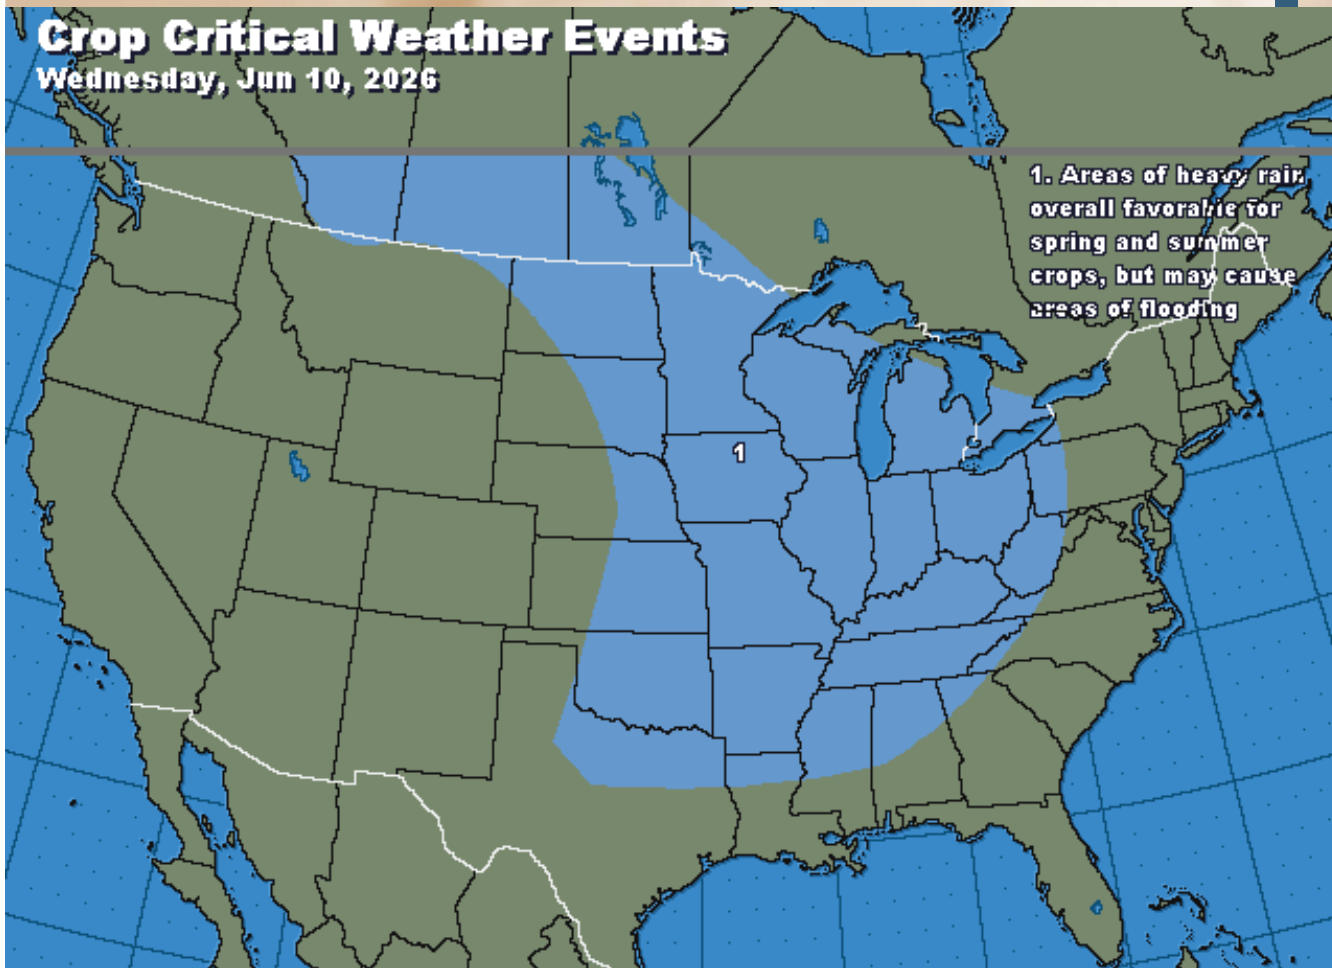 Crop Critical Weather Events
Wednesday, Jun 10, 2026
1. Areas of heavy rain
overall favorable for
spring and summer
crops, but may cause
areas of flooding
1